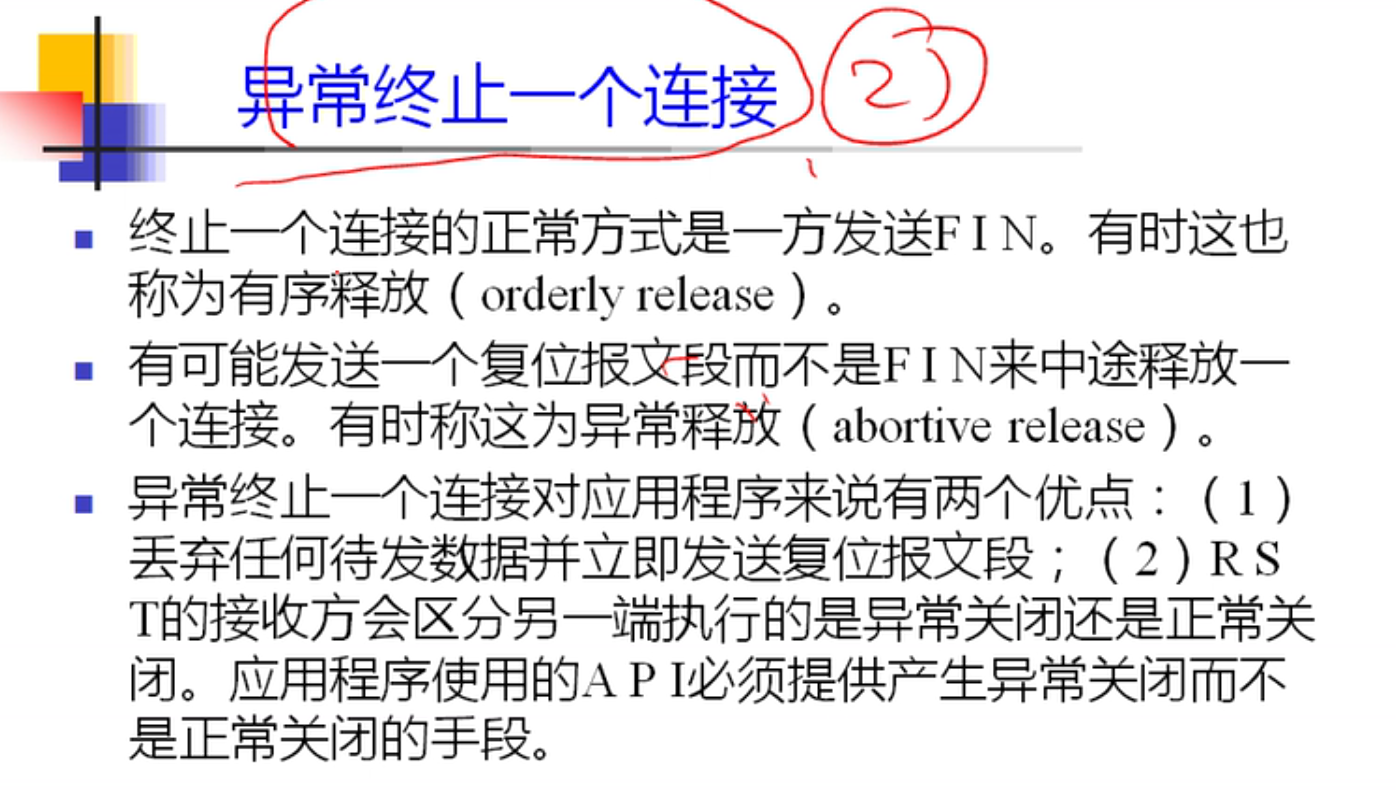 异常终止一个连接 2)
终止一个连接的正常方式是一方发送F I N。有时这也
称为有序释放（orderly release）。
有可能发送一个复位报文段而不是F I N来中途释放一
个连接。有时称这为异常释放（abortive release）。
异常终止一个连接对应用程序来说有两个优点：（1）
丢弃任何待发数据并立即发送复位报文段；（2）R S
T的接收方会区分另一端执行的是异常关闭还是正常关
闭。应用程序使用的A P I必须提供产生异常关闭而不
是正常关闭的手段。